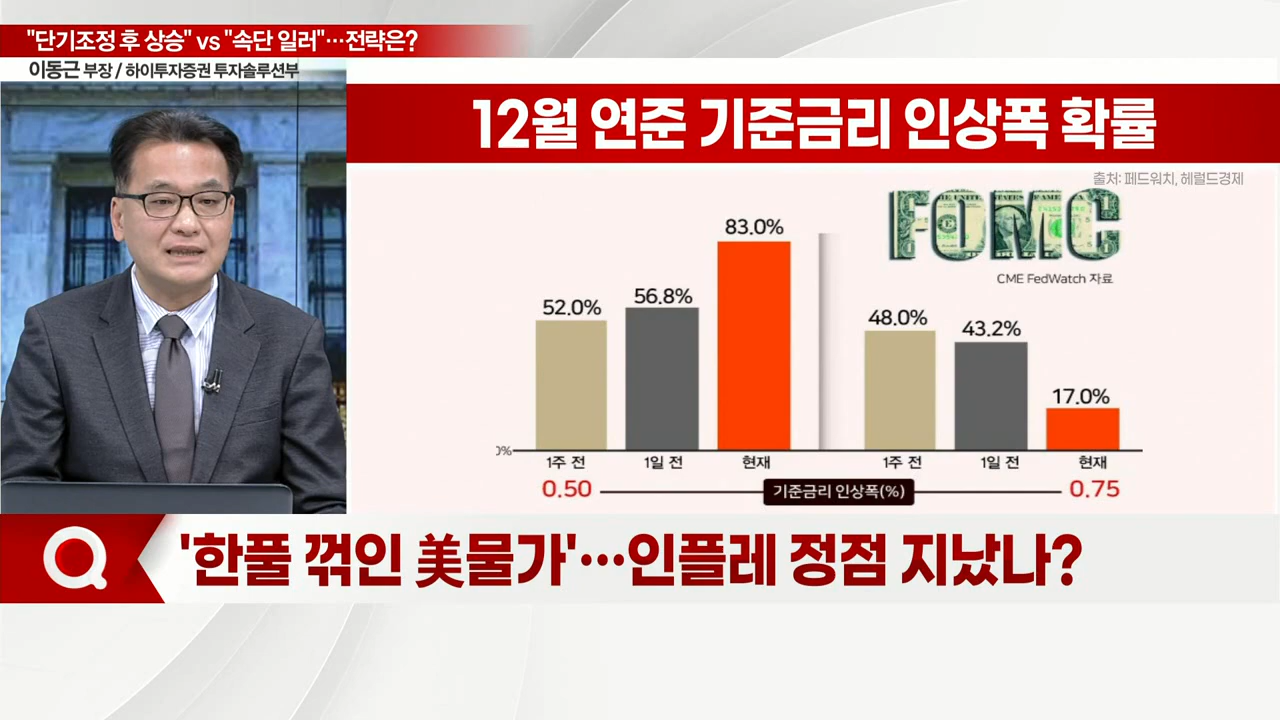 "단기조정 후 상승" vs "속단 일러"…전략은?
이동근 부장 / 하이투자증권 투자솔루션부
12월 연준 기준금리 인상폭 확률
출처: 페드워치, 헤럴드경제
FOMC
CME FedWatch 자료
52.0% 56.8% 83.0% 48.0% 43.2% 17.0%
0%
1주 전 1일 전 현재 1주 전 1일 전 현재
0.50 기준금리 인상폭(%) 0.75
Q '한풀 꺾인 美물가'…인플레 정점 지났나?